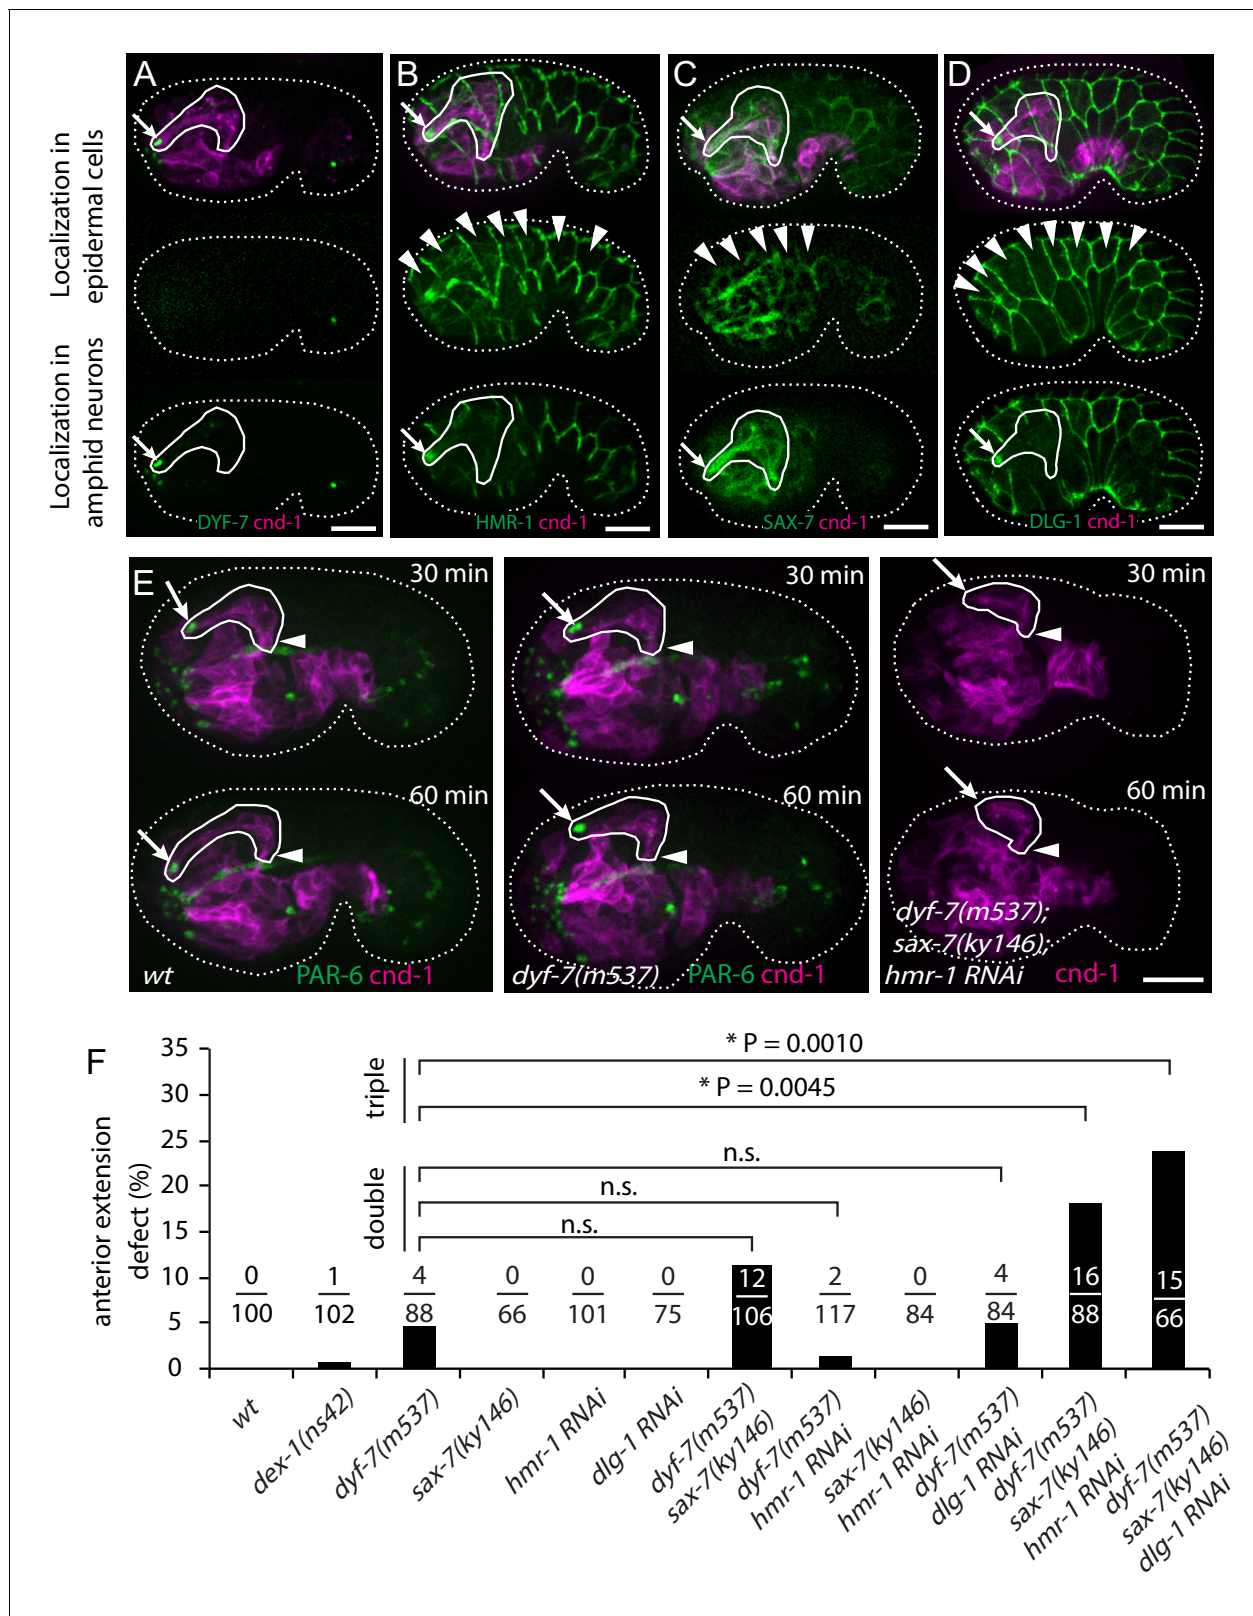 Localization in
epidermal cells
Localization in
amphid neurons
A
B
C
D
DYF-7 cnd-1
HMR-1 cnd-1
SAX-7 cnd-1
DLG-1 cnd-1
E
30 min
30 min
30 min
60 min
60 min
60 min
wt
PAR-6 cnd-1
dyf-7(m537)
PAR-6 cnd-1
dyf-7(m537);
sax-7(ky146);
hmr-1 RNAi
cnd-1
F
anterior extension
defect (%)
35
30
25
20
15
10
5
0
triple
double
* P = 0.0010
* P = 0.0045
n.s.
n.s.
n.s.
0
100
1
102
4
88
0
66
0
101
0
75
12
106
2
117
0
84
4
84
16
88
15
66
wt
dex-1(ns42)
dyf-7(m537)
sax-7(ky146)
hmr-1 RNAi
dlg-1 RNAi
dyf-7(m537)
sax-7(ky146)
dyf-7(m537)
hmr-1 RNAi
sax-7(ky146)
hmr-1 RNAi
dyf-7(m537)
dlg-1 RNAi
dyf-7(m537)
sax-7(ky146)
hmr-1 RNAi
dyf-7(m537)
sax-7(ky146)
dlg-1 RNAi